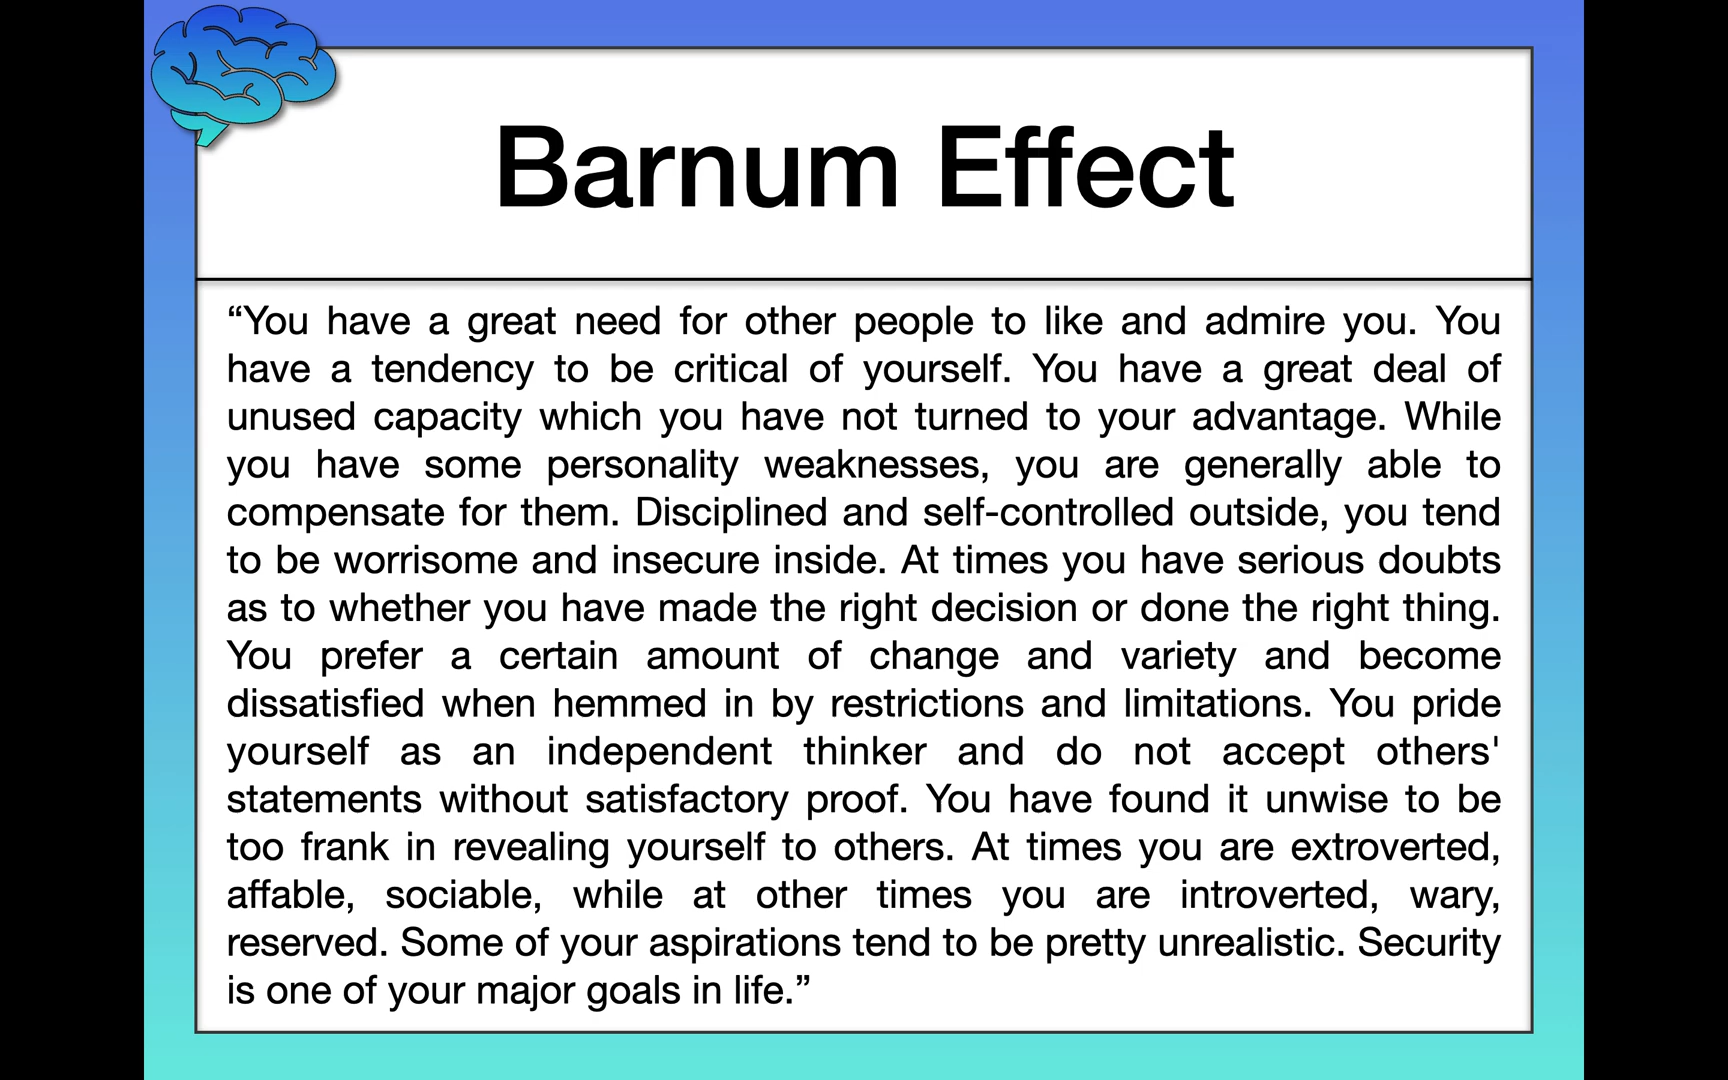 Barnum Effect
“You have a great need for other people to like and admire you. You
have a tendency to be critical of yourself. You have a great deal of
unused capacity which you have not turned to your advantage. While
you have some personality weaknesses, you are generally able to
compensate for them. Disciplined and self-controlled outside, you tend
to be worrisome and insecure inside. At times you have serious doubts
as to whether you have made the right decision or done the right thing.
You prefer a certain amount of change and variety and become
dissatisfied when hemmed in by restrictions and limitations. You pride
yourself as an independent thinker and do not accept others'
statements without satisfactory proof. You have found it unwise to be
too frank in revealing yourself to others. At times you are extroverted,
affable, sociable, while at other times you are introverted, wary,
reserved. Some of your aspirations tend to be pretty unrealistic. Security
is one of your major goals in life.”